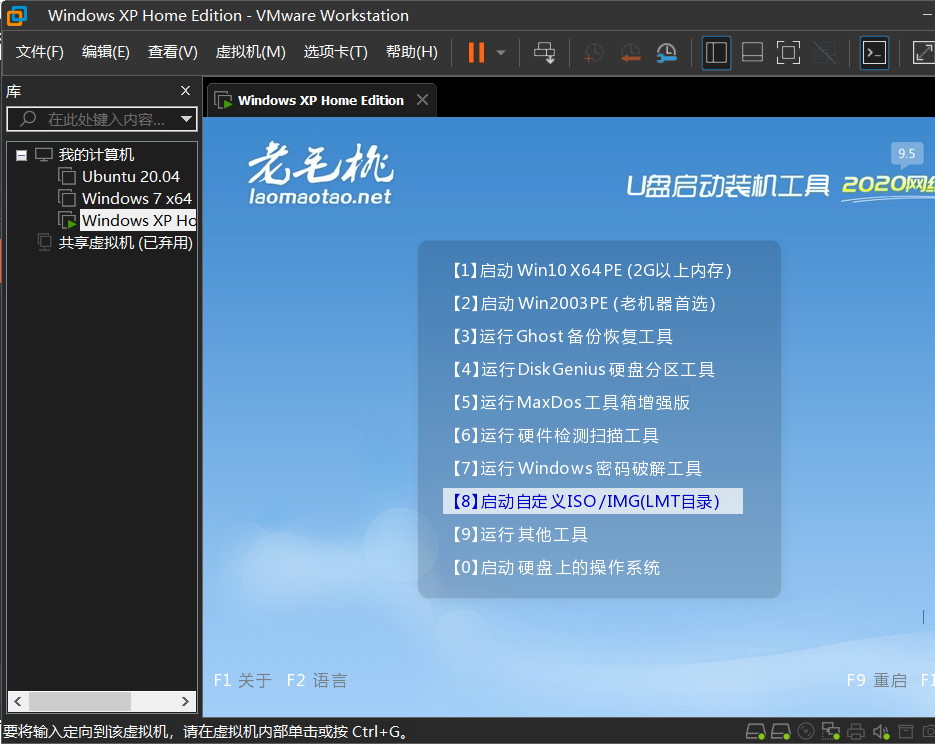 Windows XP Home Edition - VMware Workstation
文件(F) 编辑(E) 查看(V) 虚拟机(M) 选项卡(T) 帮助(H)
库
在此处键入内容...
我的计算机
Ubuntu 20.04
Windows 7 x64
Windows XP Ho
共享虚拟机 (已弃用)
Windows XP Home Edition
老毛桃
laomaotao.net
9.5
U盘启动装机工具 2020网络
【1】启动 Win10 X64 PE (2G以上内存)
【2】启动 Win2003PE (老机器首选)
【3】运行 Ghost 备份恢复工具
【4】运行 DiskGenius 硬盘分区工具
【5】运行 MaxDos 工具箱增强版
【6】运行 硬件检测扫描工具
【7】运行 Windows 密码破解工具
【8】启动自定义ISO/IMG(LMT目录)
【9】运行 其他工具
【0】启动 硬盘上的操作系统
F1 关于 F2 语言 F9 重启 F1
要将输入定向到该虚拟机，请在虚拟机内部单击或按 Ctrl+G。